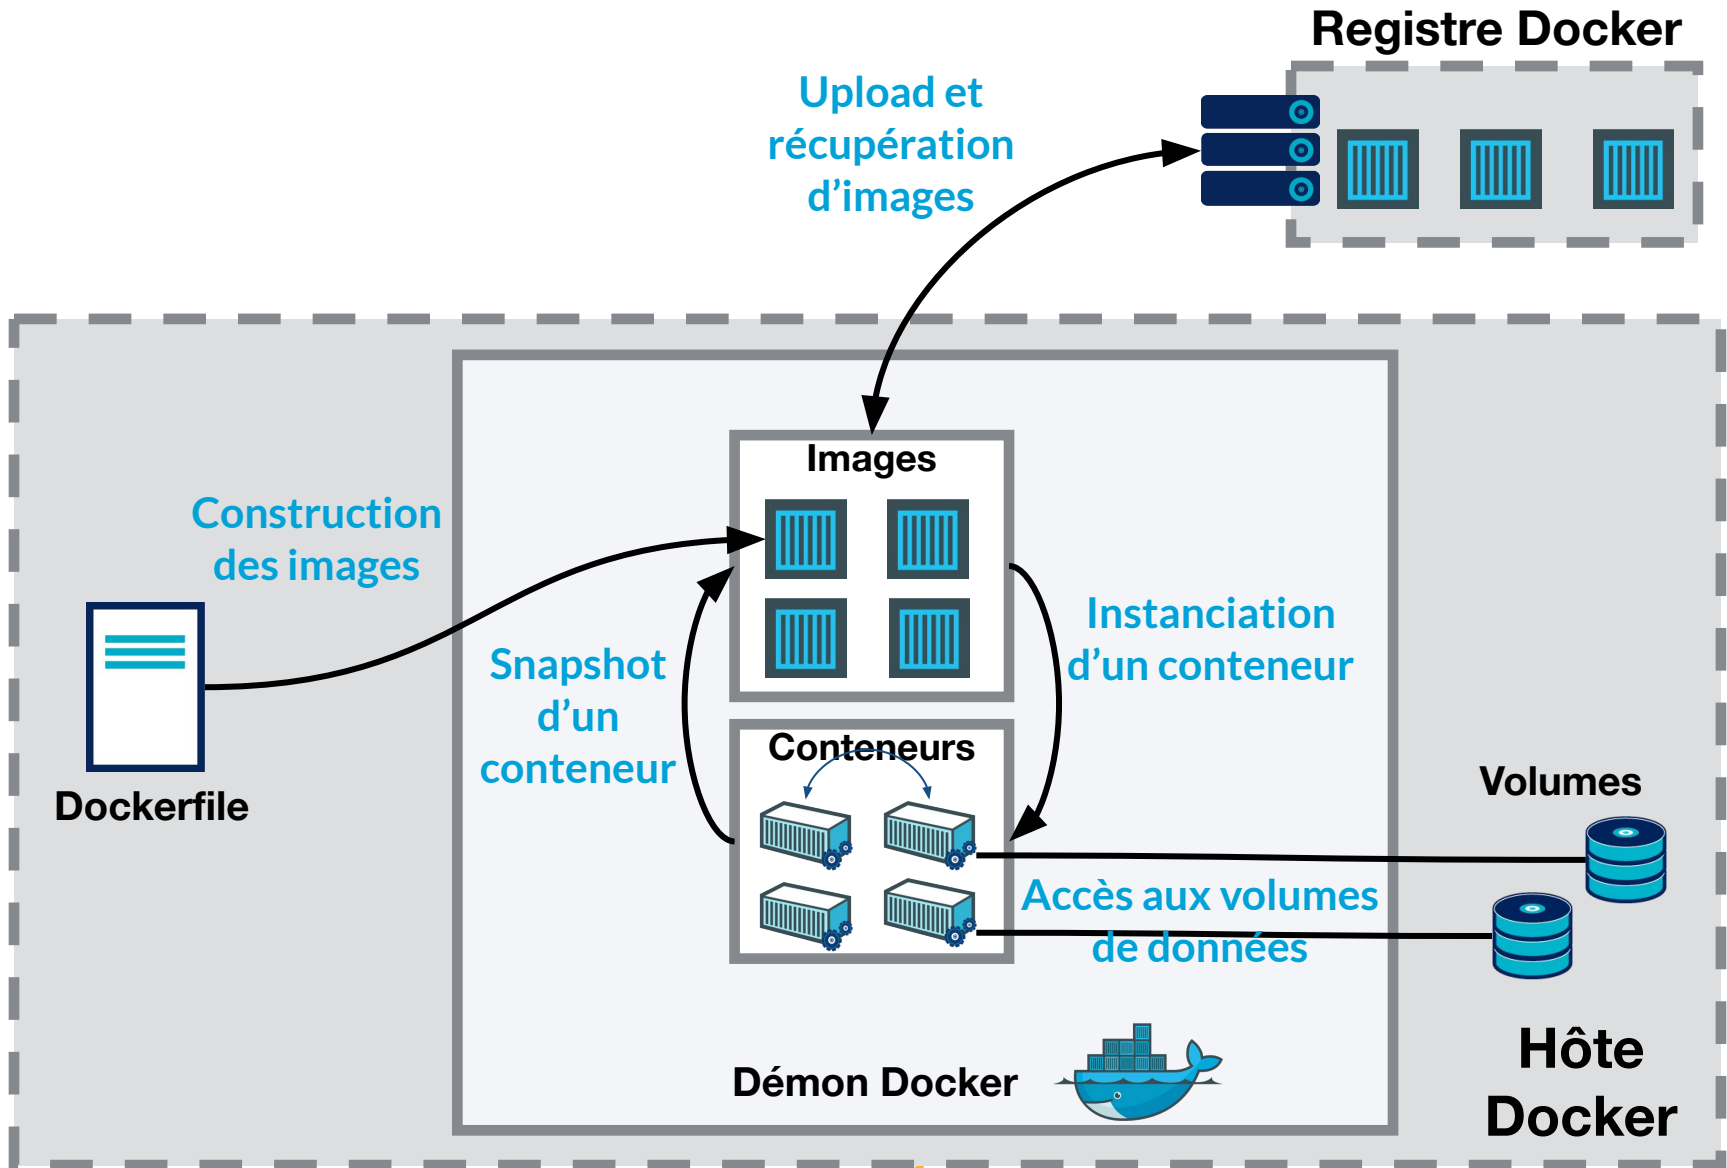 Registre Docker
Upload et
récupération
d’images
Images
Construction
des images
Instanciation
d’un conteneur
Snapshot
d’un
conteneur
Conteneurs
Dockerfile
Volumes
Accès aux volumes
de données
Démon Docker
Hôte
Docker